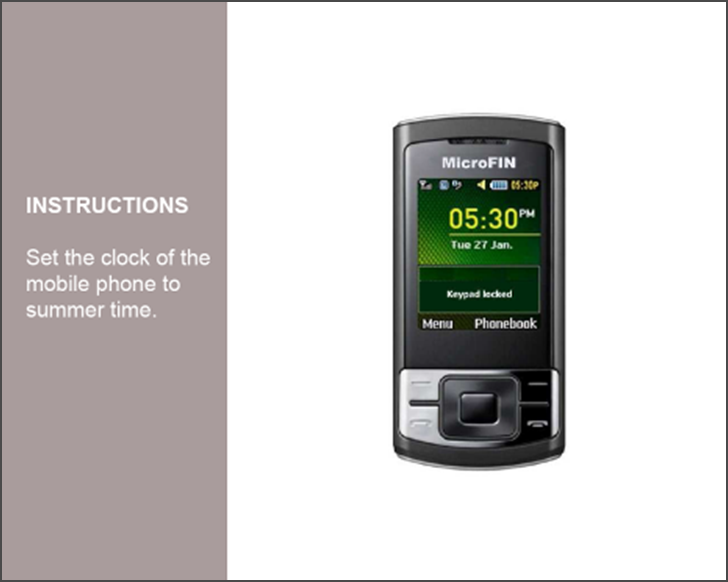 INSTRUCTIONS
Set the clock of the
mobile phone to
summer time.
MicroFIN
05:30P
05:30PM
Tue 27 Jan.
Keypad locked
Menu Phonebook